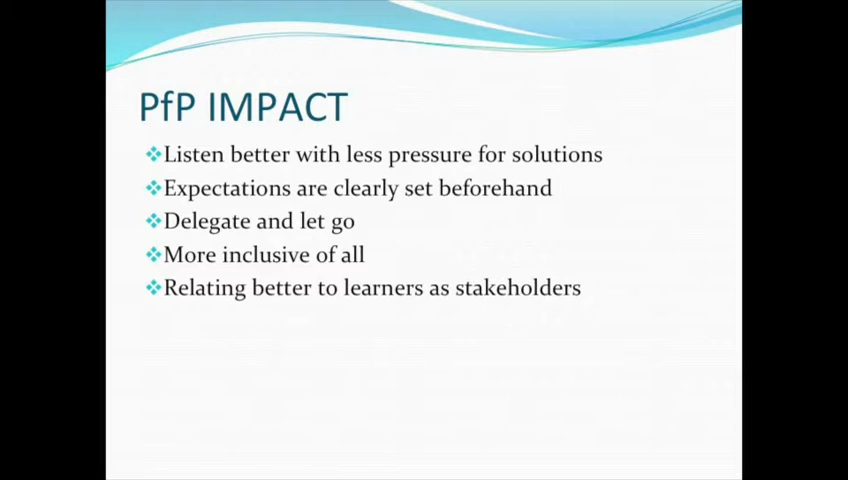 PfP IMPACT
Listen better with less pressure for solutions
Expectations are clearly set beforehand
Delegate and let go
More inclusive of all
Relating better to learners as stakeholders